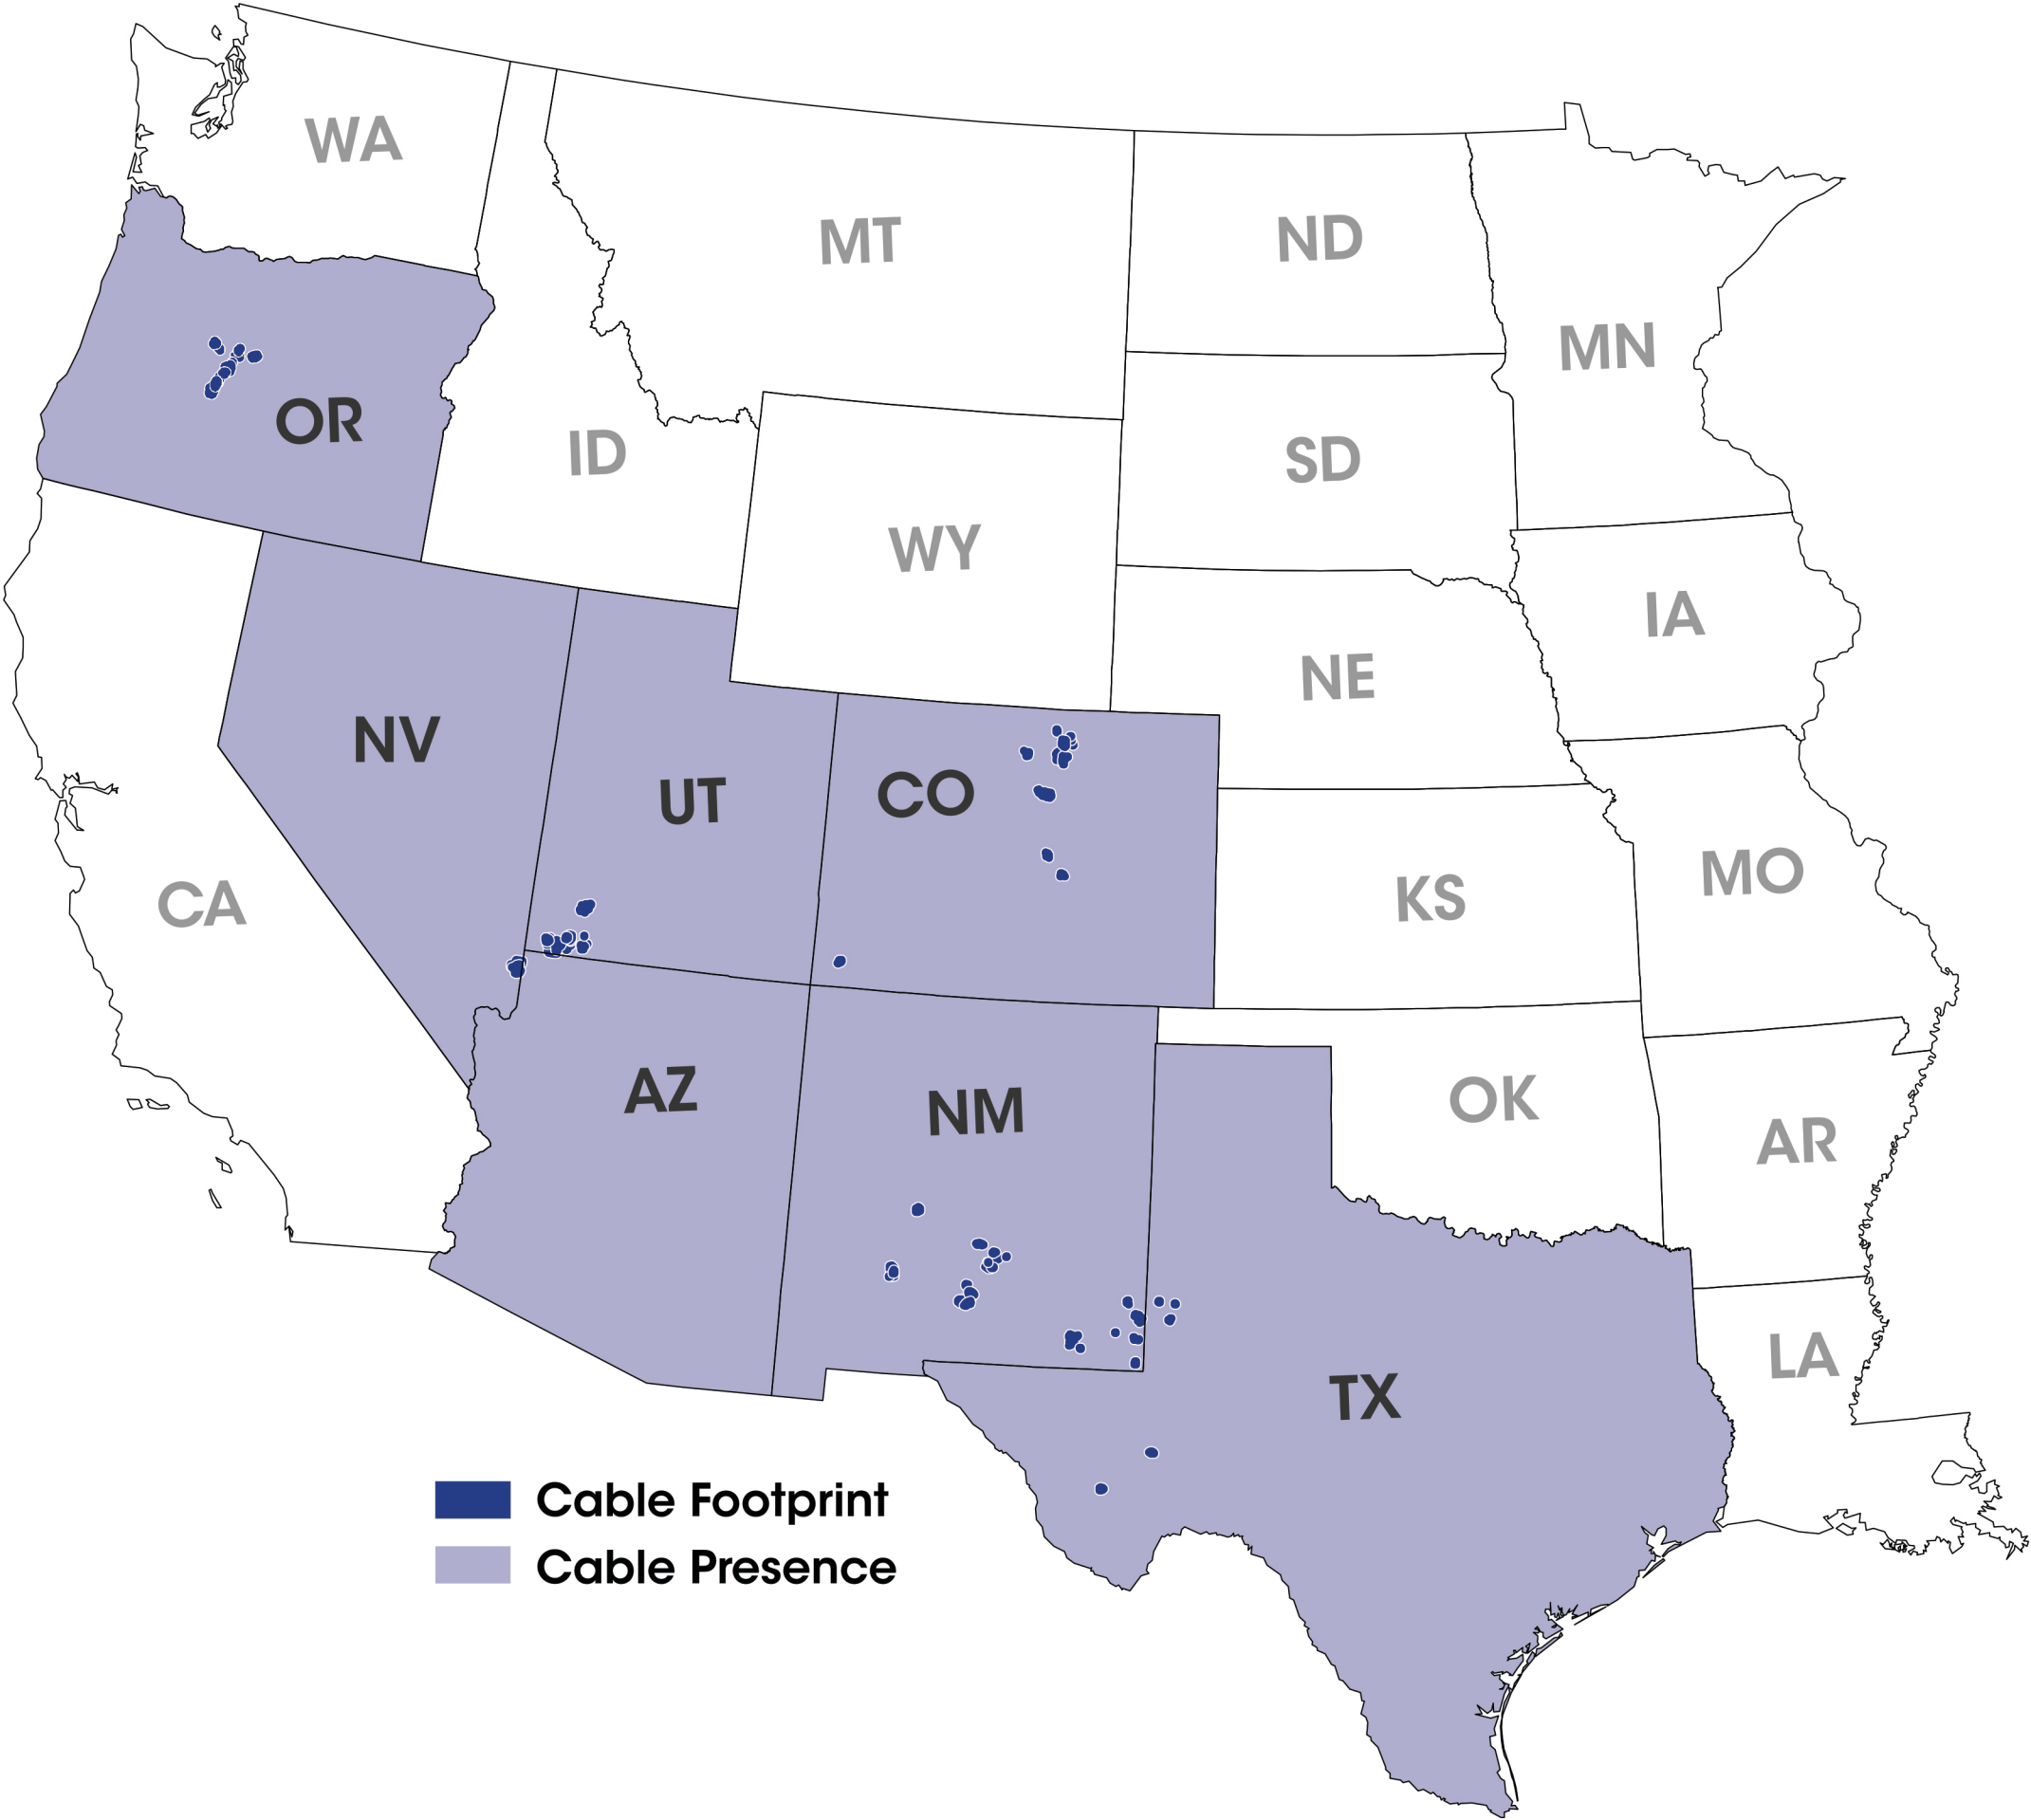 WA
MT
ND
MN
OR
ID
SD
WY
IA
NE
NV
UT
CO
CA
KS
MO
AZ
NM
OK
AR
LA
TX
Cable Footprint
Cable Presence